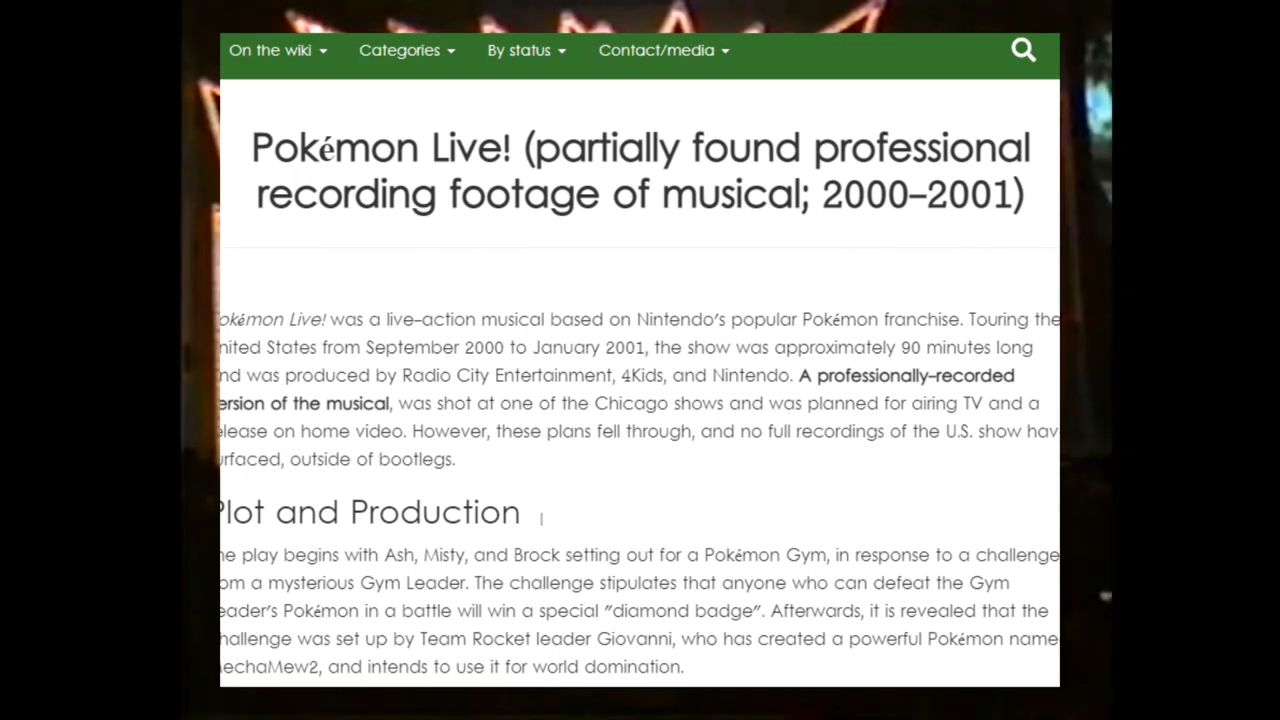 On the wiki Categories By status Contact/media
Pokémon Live! (partially found professional
recording footage of musical; 2000–2001)
okémon Live! was a live-action musical based on Nintendo's popular Pokémon franchise. Touring the
nited States from September 2000 to January 2001, the show was approximately 90 minutes long
nd was produced by Radio City Entertainment, 4Kids, and Nintendo. A professionally-recorded
ersion of the musical, was shot at one of the Chicago shows and was planned for airing TV and a
elease on home video. However, these plans fell through, and no full recordings of the U.S. show hav
urfaced, outside of bootlegs.
Plot and Production
he play begins with Ash, Misty, and Brock setting out for a Pokémon Gym, in response to a challenge
om a mysterious Gym Leader. The challenge stipulates that anyone who can defeat the Gym
eader's Pokémon in a battle will win a special "diamond badge". Afterwards, it is revealed that the
hallenge was set up by Team Rocket leader Giovanni, who has created a powerful Pokémon name
echaMew2, and intends to use it for world domination.